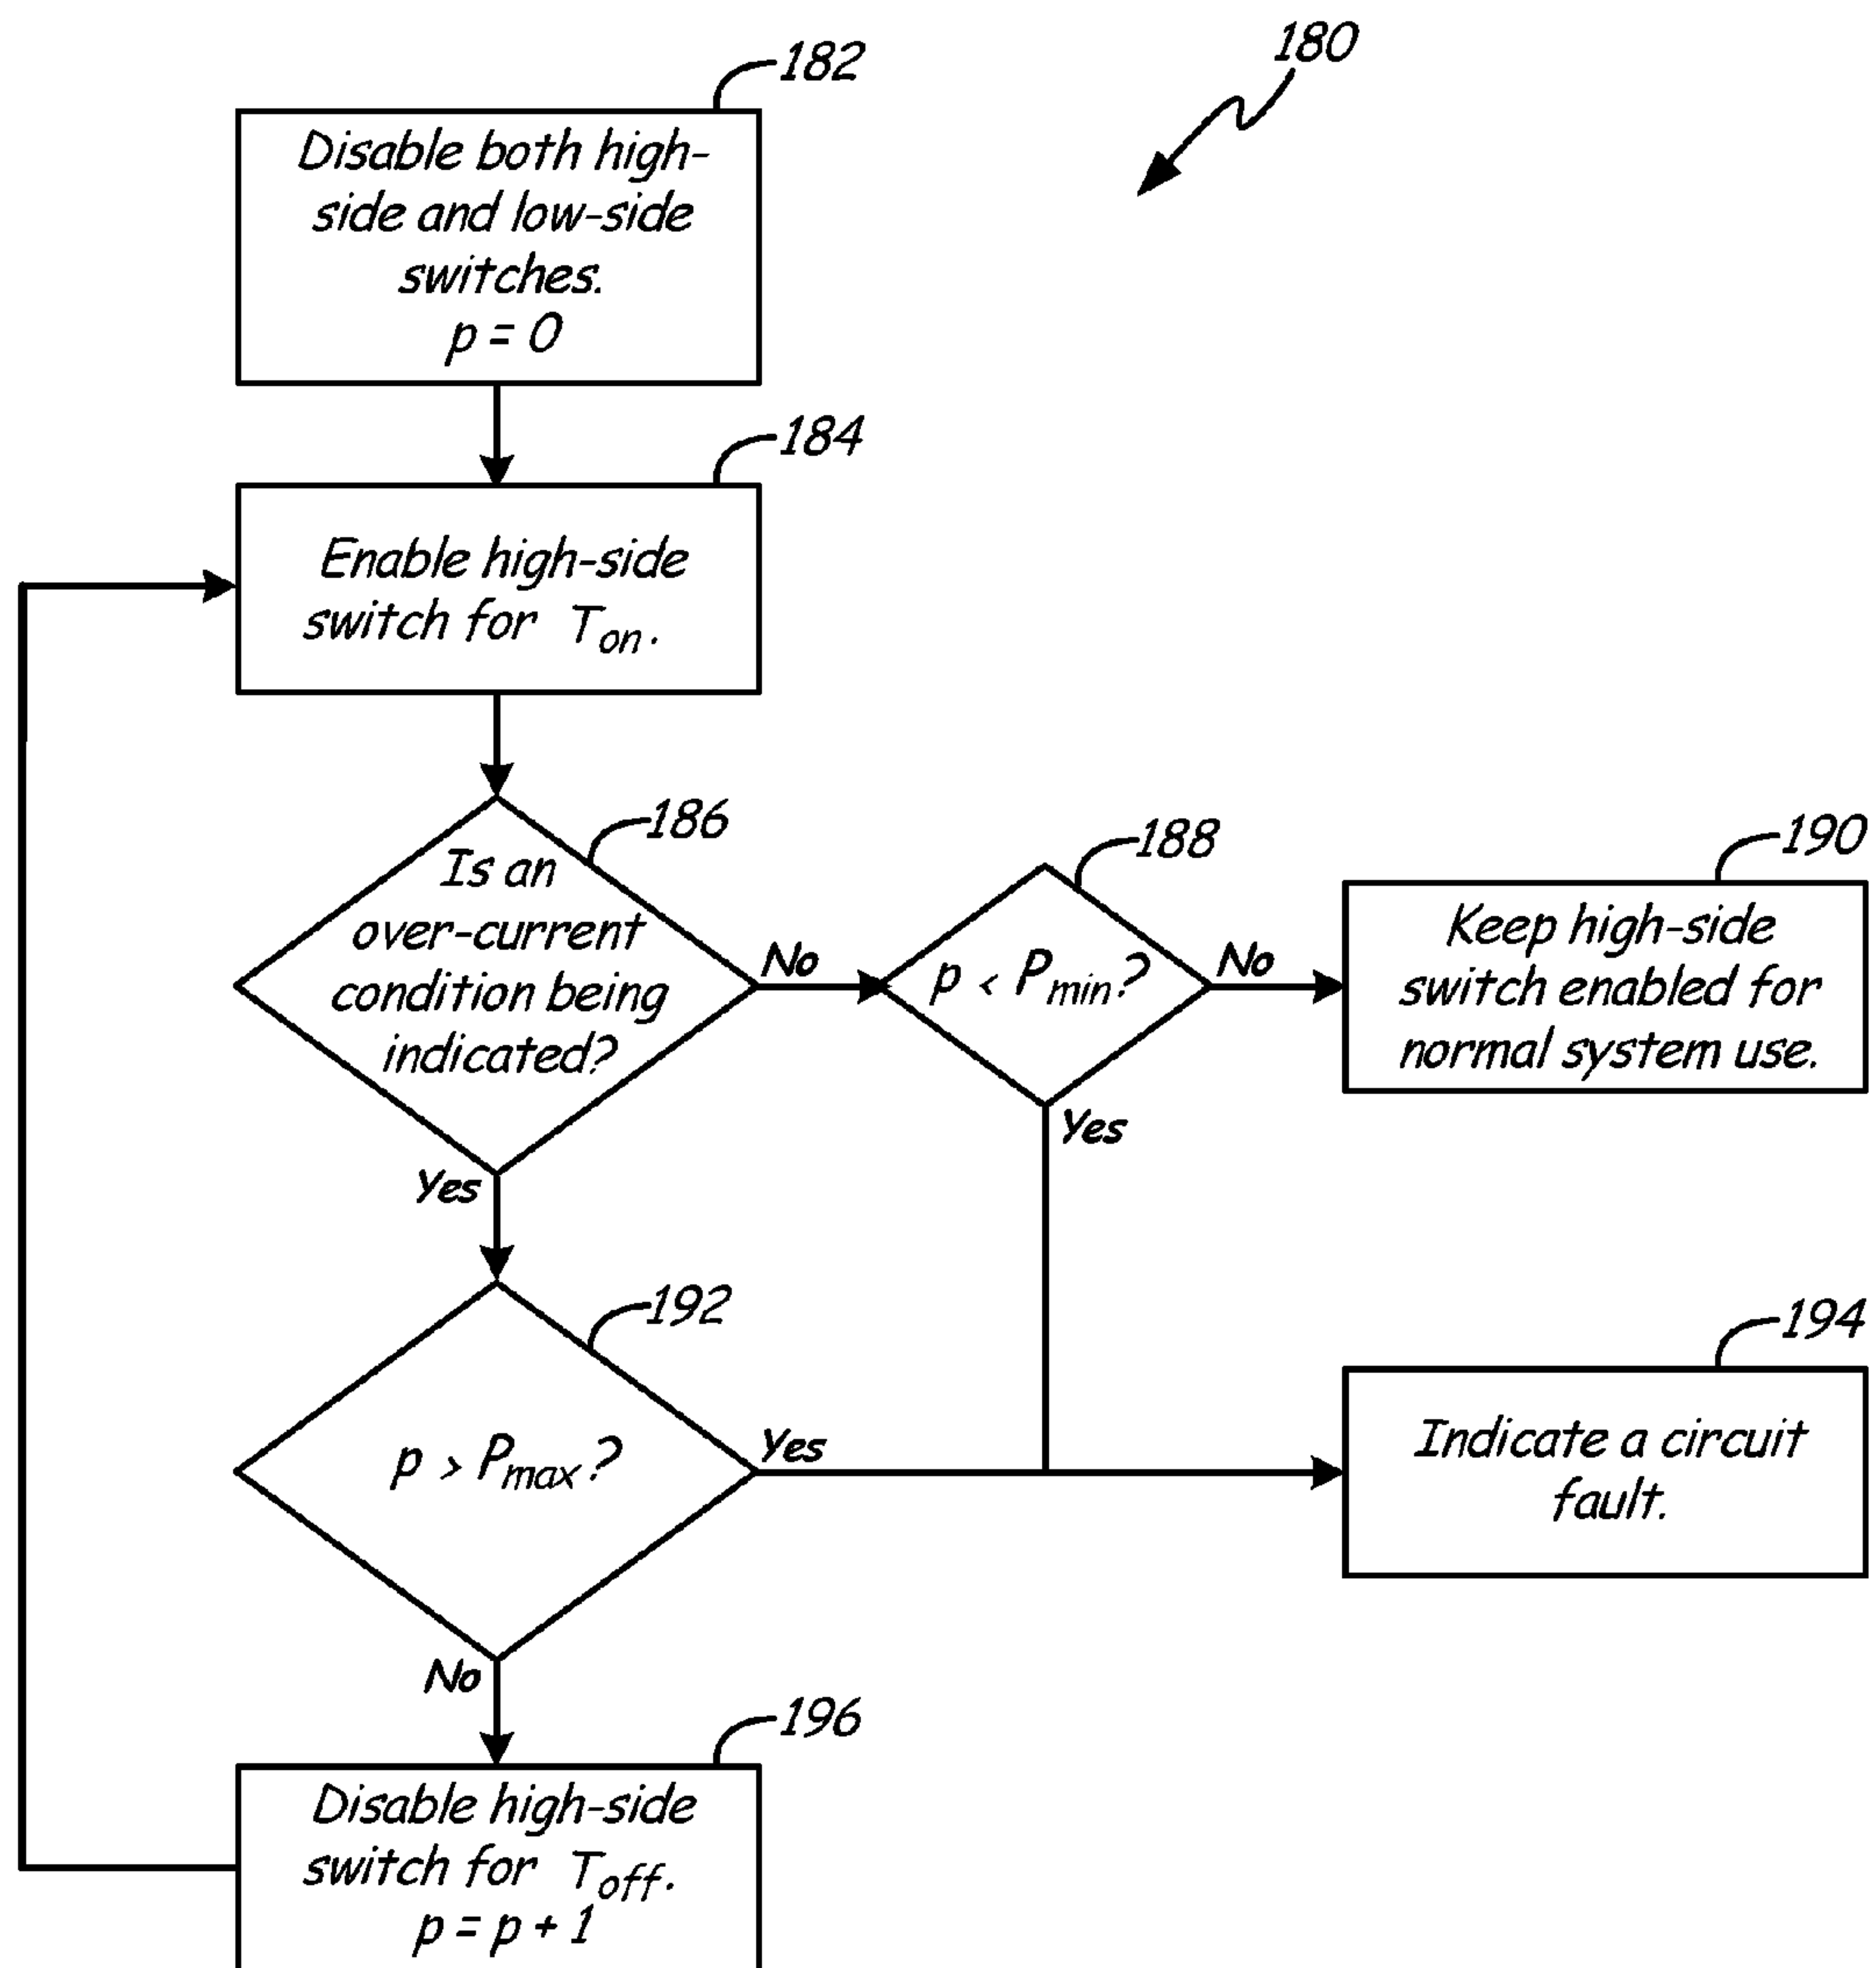 180
182
Disable both high-
side and low-side
switches.
p = 0
184
Enable high-side
switch for Ton.
186
Is an
over-current
condition being
indicated?
No
Yes
188
p < Pmin?
No
Yes
190
Keep high-side
switch enabled for
normal system use.
192
p > Pmax?
Yes
No
194
Indicate a circuit
fault.
196
Disable high-side
switch for Toff.
p = p + 1